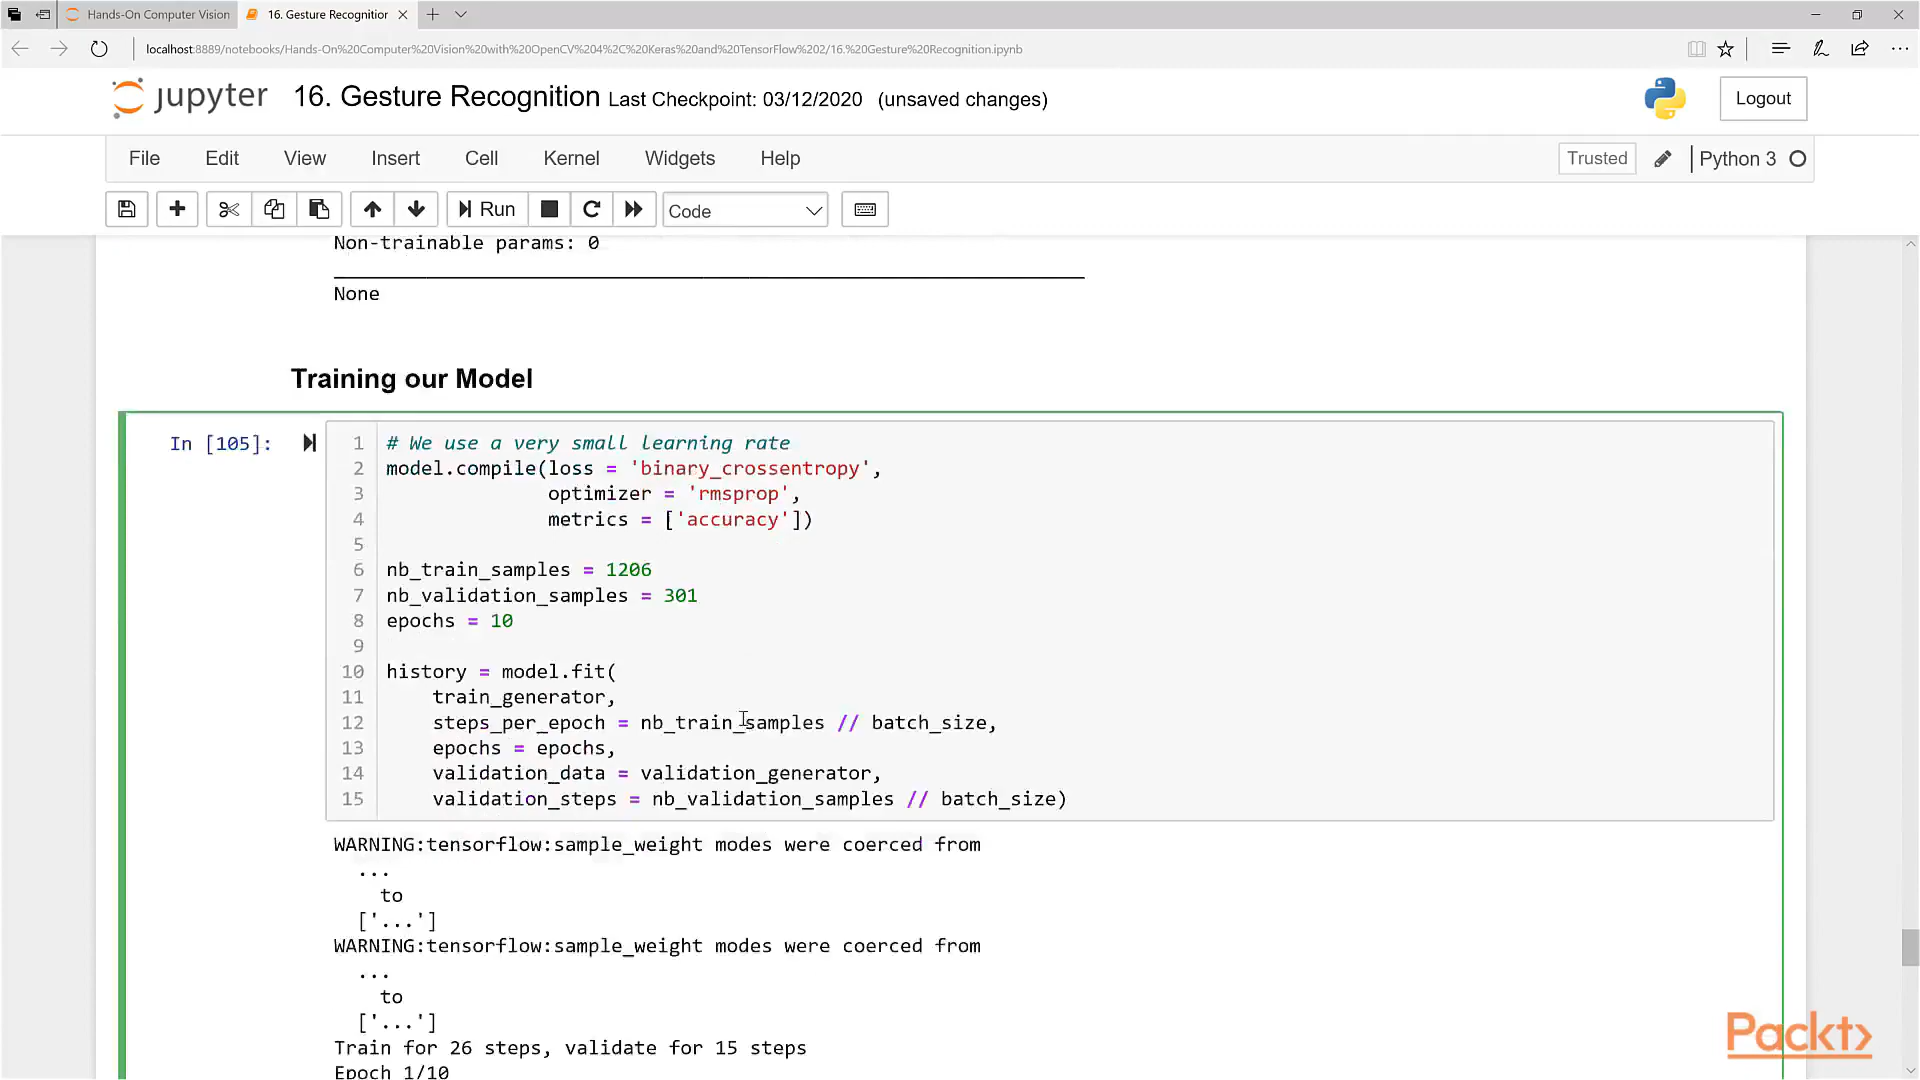 Hands-On Computer Vision
16. Gesture Recognition
localhost:8889/notebooks/Hands-On%20Computer%20Vision%20with%20OpenCV%204%2C%20Keras%20and%20TensorFlow%202/16.%20Gesture%20Recognition.ipynb
jupyter 16. Gesture Recognition Last Checkpoint: 03/12/2020 (unsaved changes)
Logout
File Edit View Insert Cell Kernel Widgets Help Trusted Python 3
Run Code
Non-trainable params: 0
None
Training our Model
In [105]:
1 # We use a very small learning rate
2 model.compile(loss = 'binary_crossentropy',
3 optimizer = 'rmsprop',
4 metrics = ['accuracy'])
5
6 nb_train_samples = 1206
7 nb_validation_samples = 301
8 epochs = 10
9
10 history = model.fit(
11 train_generator,
12 steps_per_epoch = nb_train_samples // batch_size,
13 epochs = epochs,
14 validation_data = validation_generator,
15 validation_steps = nb_validation_samples // batch_size)
WARNING:tensorflow:sample_weight modes were coerced from
...
to
['...']
WARNING:tensorflow:sample_weight modes were coerced from
...
to
['...']
Train for 26 steps, validate for 15 steps
Epoch 1/10
Packt>